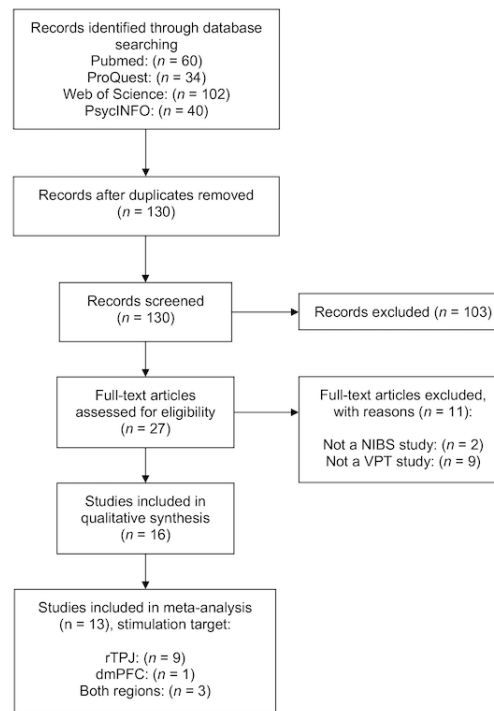 Records identified through database
searching
Pubmed: (n = 60)
ProQuest: (n = 34)
Web of Science: (n = 102)
PsycINFO: (n = 40)
Records after duplicates removed
(n = 130)
Records screened
(n = 130)
Records excluded (n = 103)
Full-text articles
assessed for eligibility
(n = 27)
Full-text articles excluded,
with reasons (n = 11):
Not a NIBS study: (n = 2)
Not a VPT study: (n = 9)
Studies included in
qualitative synthesis
(n = 16)
Studies included in meta-analysis
(n = 13), stimulation target:
rTPJ: (n = 9)
dmPFC: (n = 1)
Both regions: (n = 3)